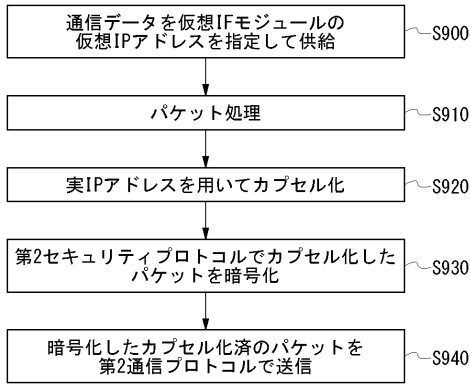 通信データを仮想IFモジュールの
仮想IPアドレスを指定して供給
S900
パケット処理
S910
実IPアドレスを用いてカプセル化
S920
第2セキュリティプロトコルでカプセル化した
パケットを暗号化
S930
暗号化したカプセル化済のパケットを
第2通信プロトコルで送信
S940